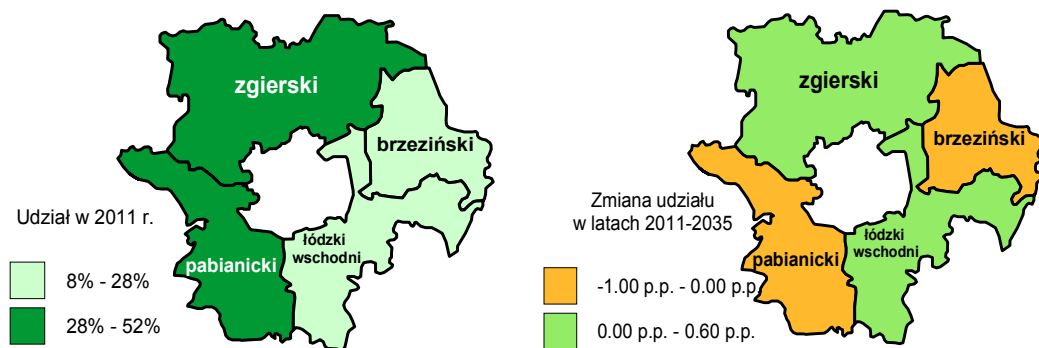 zgierski
brzeziński
Udział w 2011 r.
łódzki
wschodni
pabianicki
8% - 28%
28% - 52%
zgierski
brzeziński
Zmiana udziału
w latach 2011-2035
łódzki
wschodni
pabianicki
-1.00 p.p. - 0.00 p.p.
0.00 p.p. - 0.60 p.p.